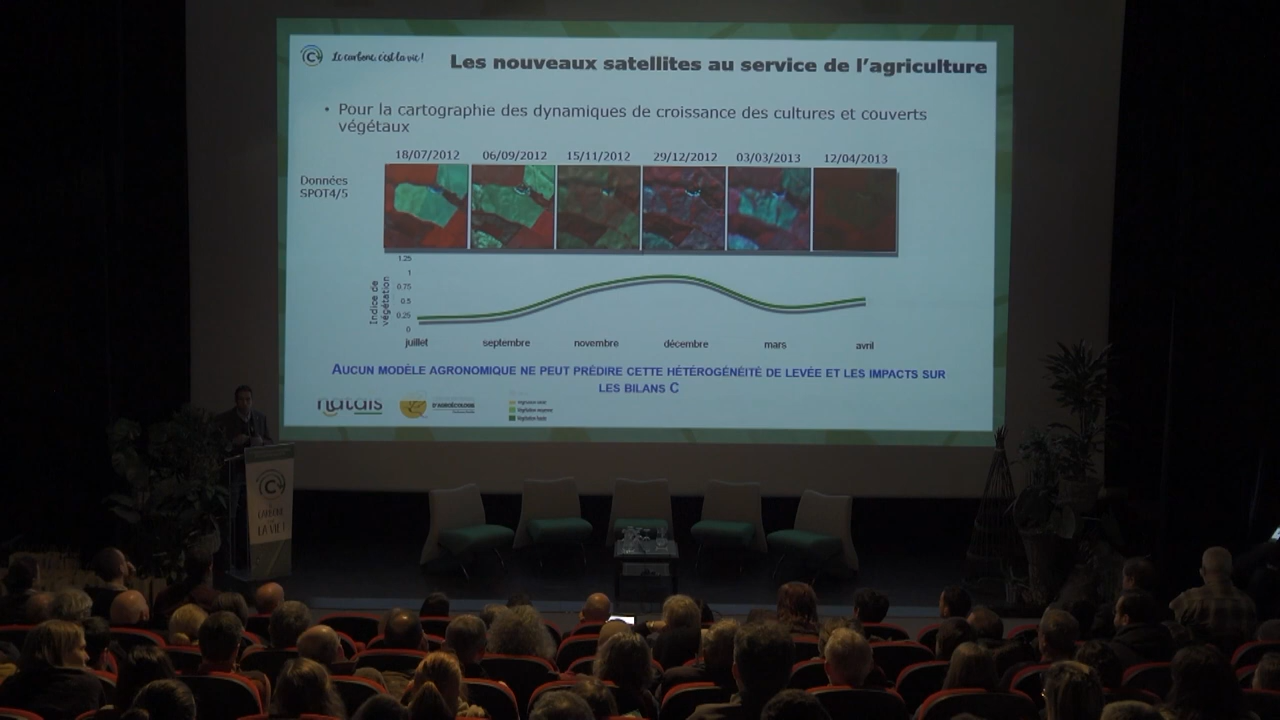 Le carbone, c'est la vie !
Les nouveaux satellites au service de l'agriculture
• Pour la cartographie des dynamiques de croissance des cultures et couverts
végétaux
18/07/2012 06/09/2012 15/11/2012 29/12/2012 03/03/2013 12/04/2013
Données
SPOT4/5
1.25
1
0.75
0.5
0.25
0
Indice de
végétation
juillet septembre novembre décembre mars avril
AUCUN MODÈLE AGRONOMIQUE NE PEUT PRÉDIRE CETTE HÉTÉROGÉNÉITÉ DE LEVÉE ET LES IMPACTS SUR
LES BILANS C
nataïs
D'AGROÉCOLOGIE
C
LA VIE !